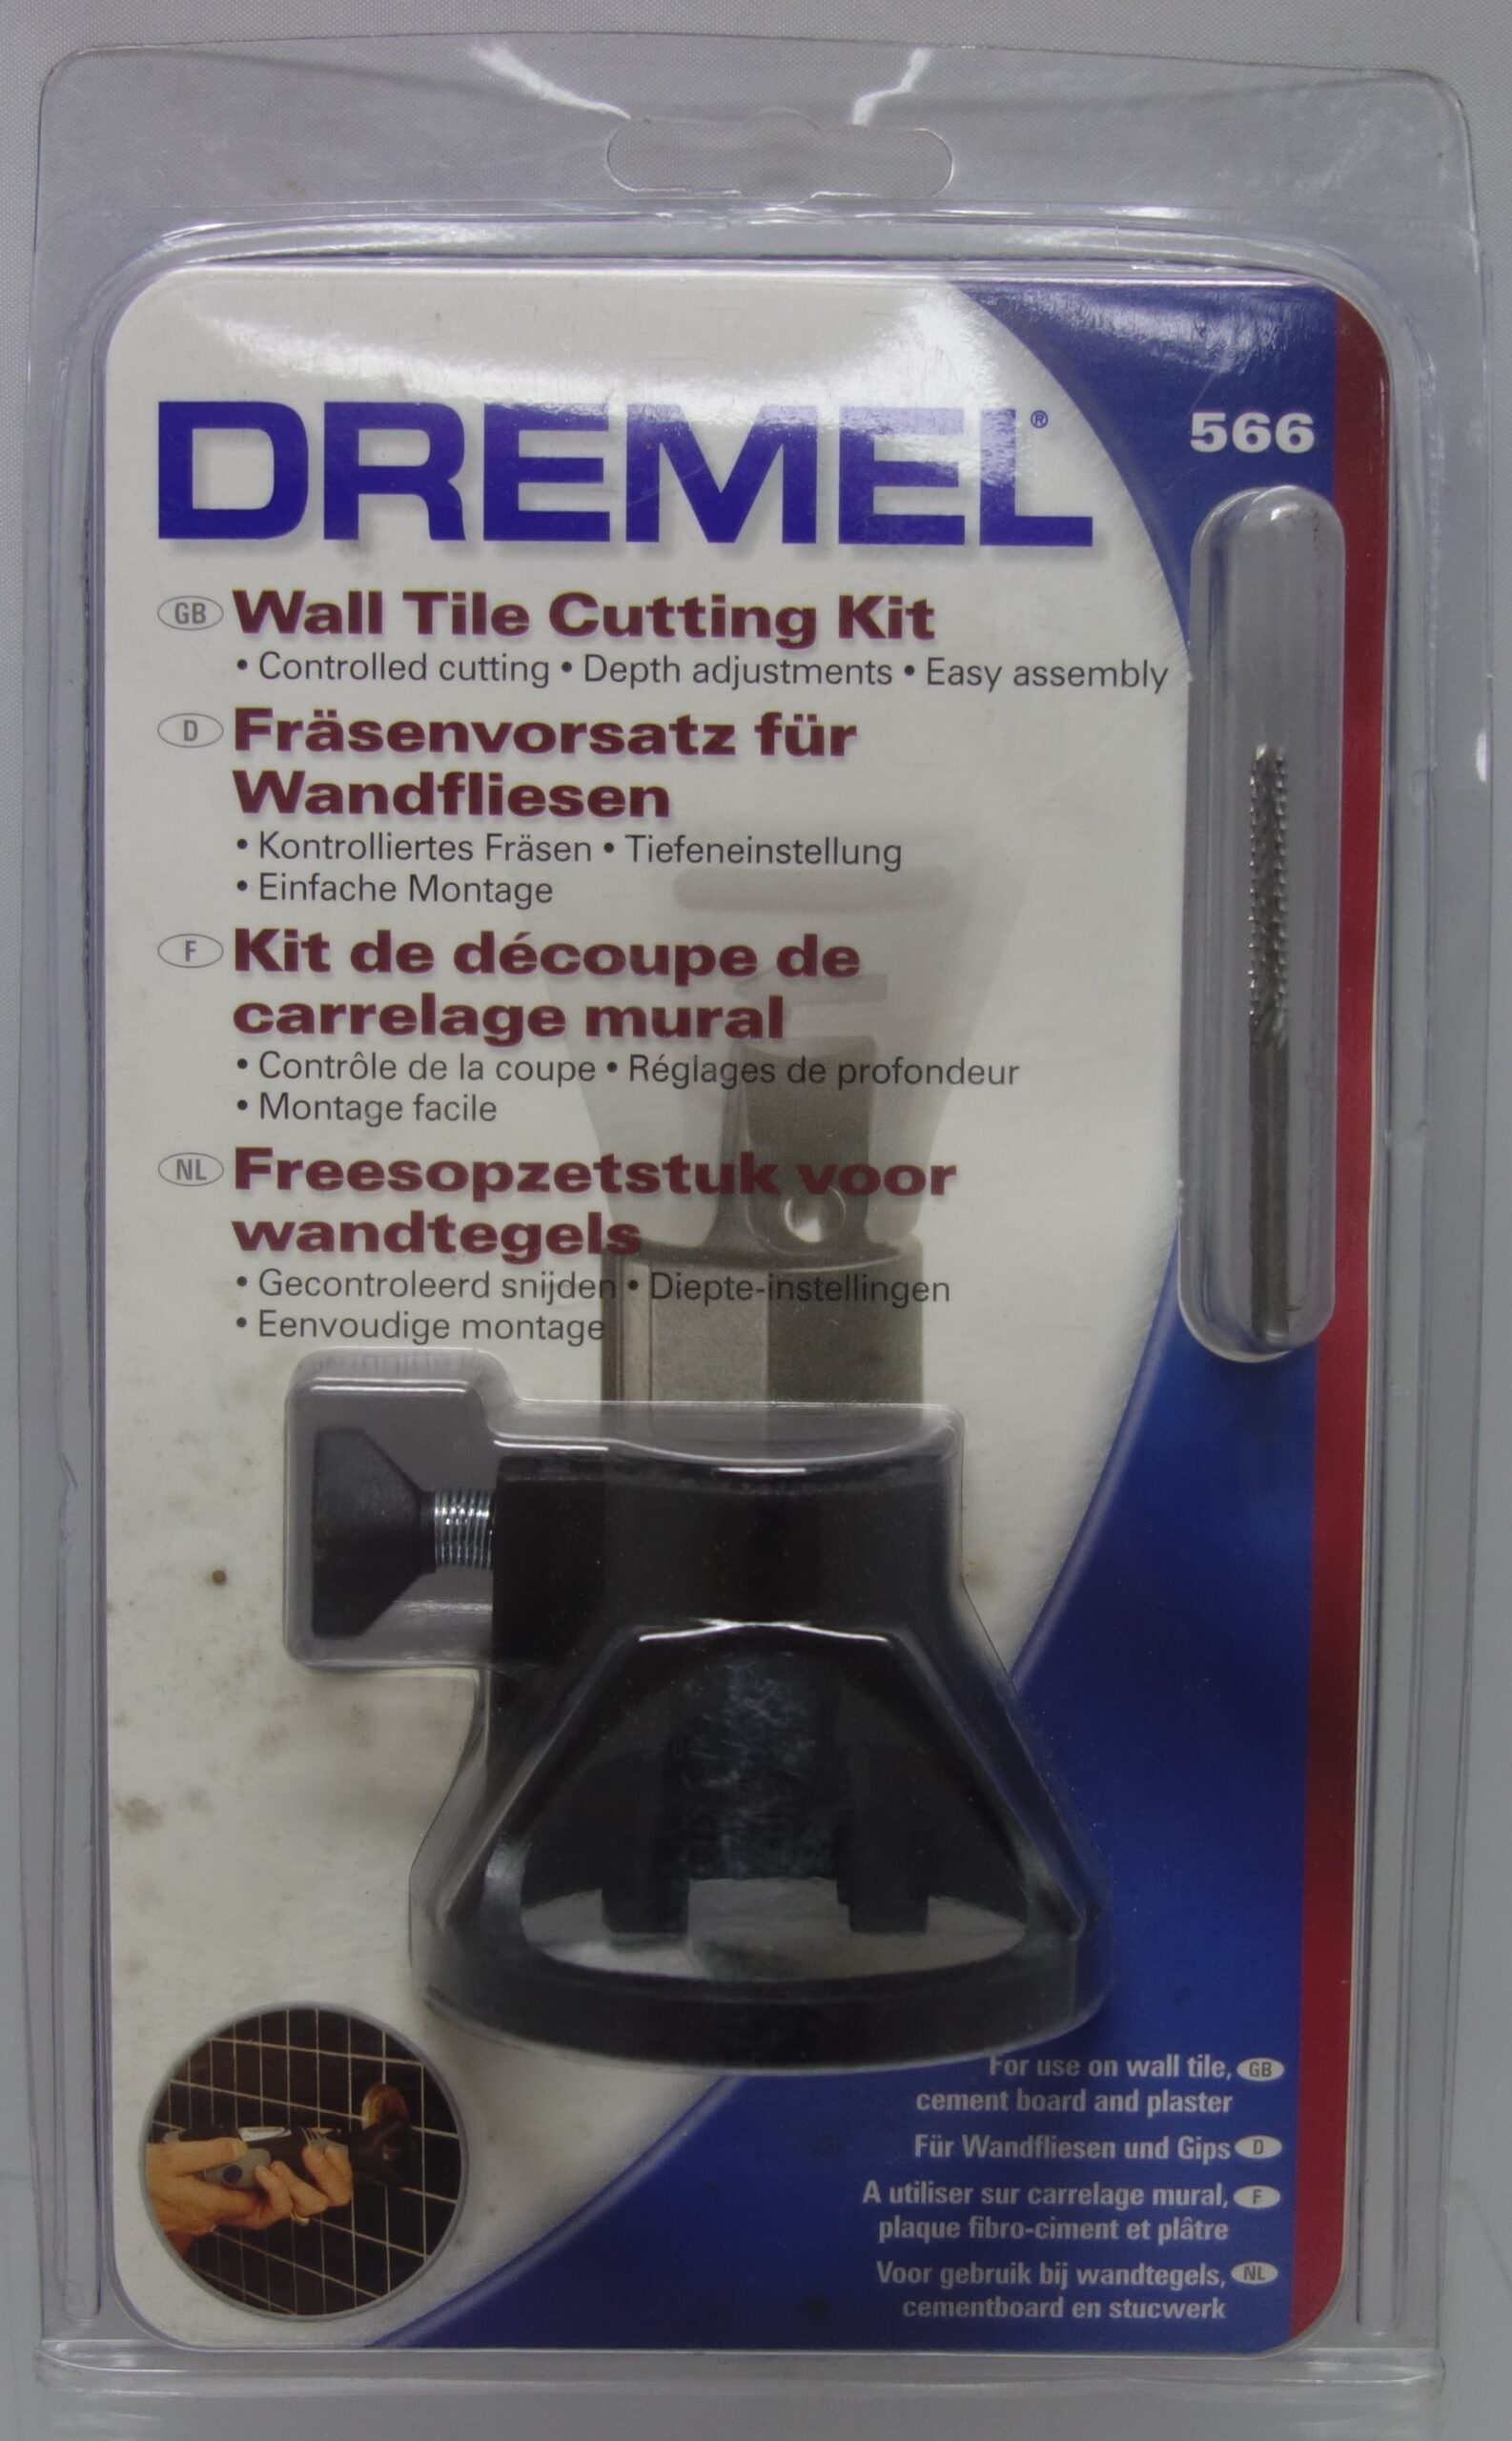 DREMEL®
566
GB Wall Tile Cutting Kit
• Controlled cutting • Depth adjustments • Easy assembly
D Fräsenvorsatz für
Wandfliesen
• Kontrolliertes Fräsen • Tiefeneinstellung
• Einfache Montage
F Kit de découpe de
carrelage mural
• Contrôle de la coupe • Réglages de profondeur
• Montage facile
NL Freesopzetstuk voor
wandtegels
• Gecontroleerd snijden • Diepte-instellingen
• Eenvoudige montage
For use on wall tile, GB
cement board and plaster
Für Wandfliesen und Gips D
A utiliser sur carrelage mural, F
plaque fibro-ciment et plâtre
Voor gebruik bij wandtegels, NL
cementboard en stucwerk